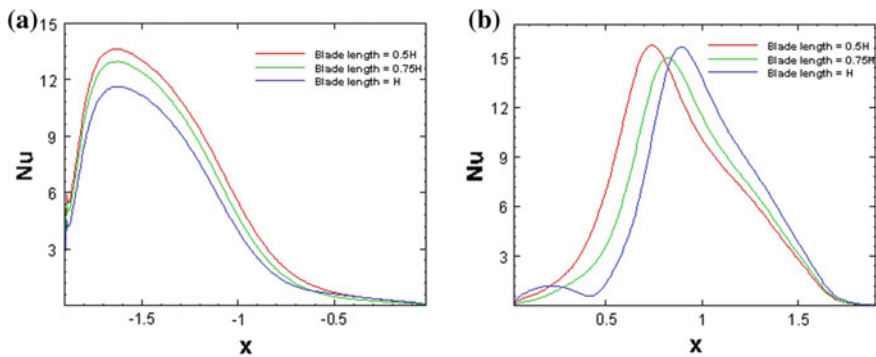 (a)
15
12
9
6
3
Nu
Blade length = 0.5H
Blade length = 0.75H
Blade length = H
-1.5
-1
-0.5
x
(b)
15
12
9
6
3
Nu
Blade length = 0.5H
Blade length = 0.75H
Blade length = H
0.5
1
1.5
x